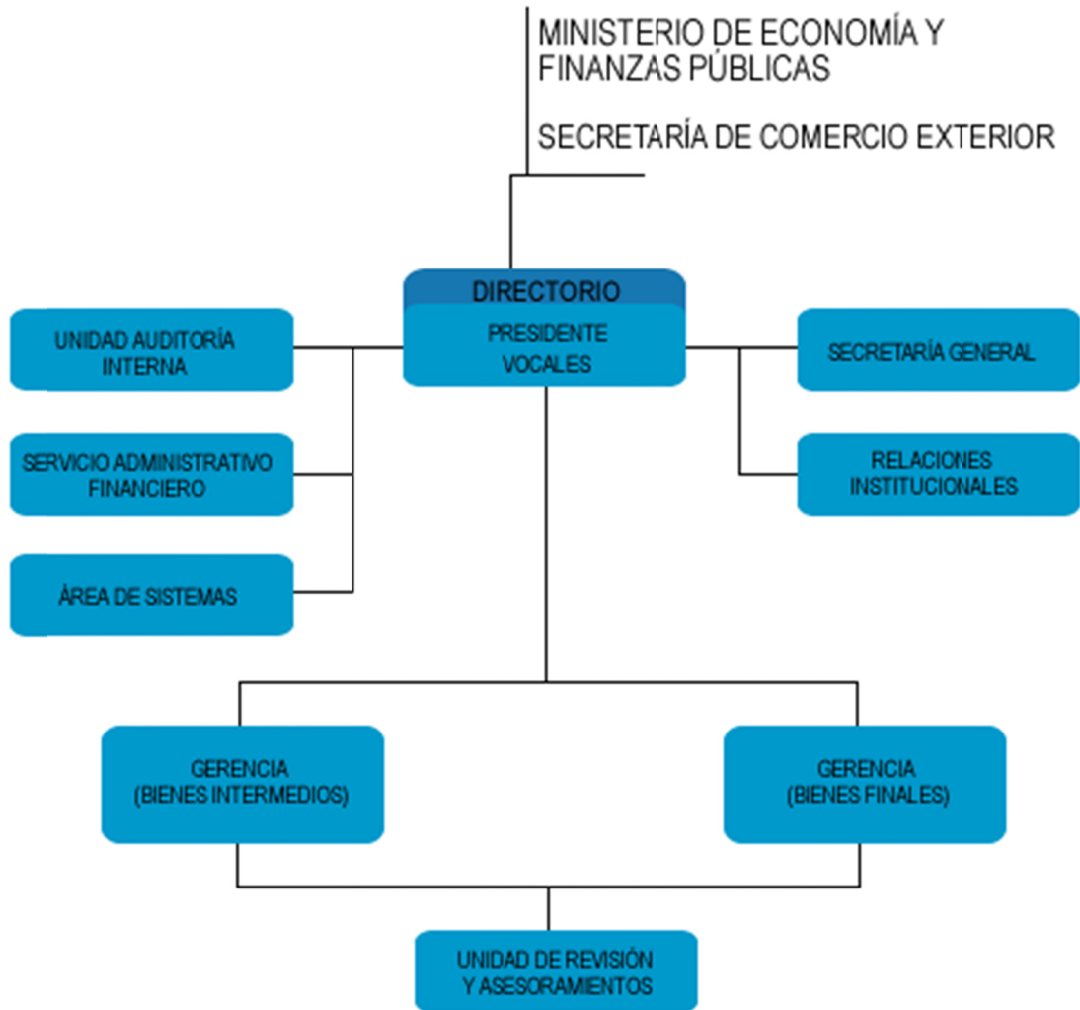 MINISTERIO DE ECONOMÍA Y
FINANZAS PÚBLICAS
SECRETARÍA DE COMERCIO EXTERIOR
DIRECTORIO
PRESIDENTE
VOCALES
UNIDAD AUDITORÍA
INTERNA
SERVICIO ADMINISTRATIVO
FINANCIERO
ÁREA DE SISTEMAS
SECRETARÍA GENERAL
RELACIONES
INSTITUCIONALES
GERENCIA
(BIENES INTERMEDIOS)
GERENCIA
(BIENES FINALES)
UNIDAD DE REVISIÓN
Y ASESORAMIENTOS